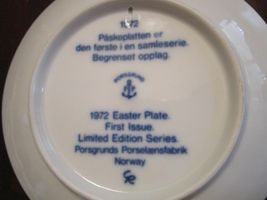 1972
Påskeplatten er
den første i en samleserie.
Begrenset opplag.
PORSGRUND
1972 Easter Plate.
First Issue.
Limited Edition Series.
Porsgrunds Porselænsfabrik
Norway